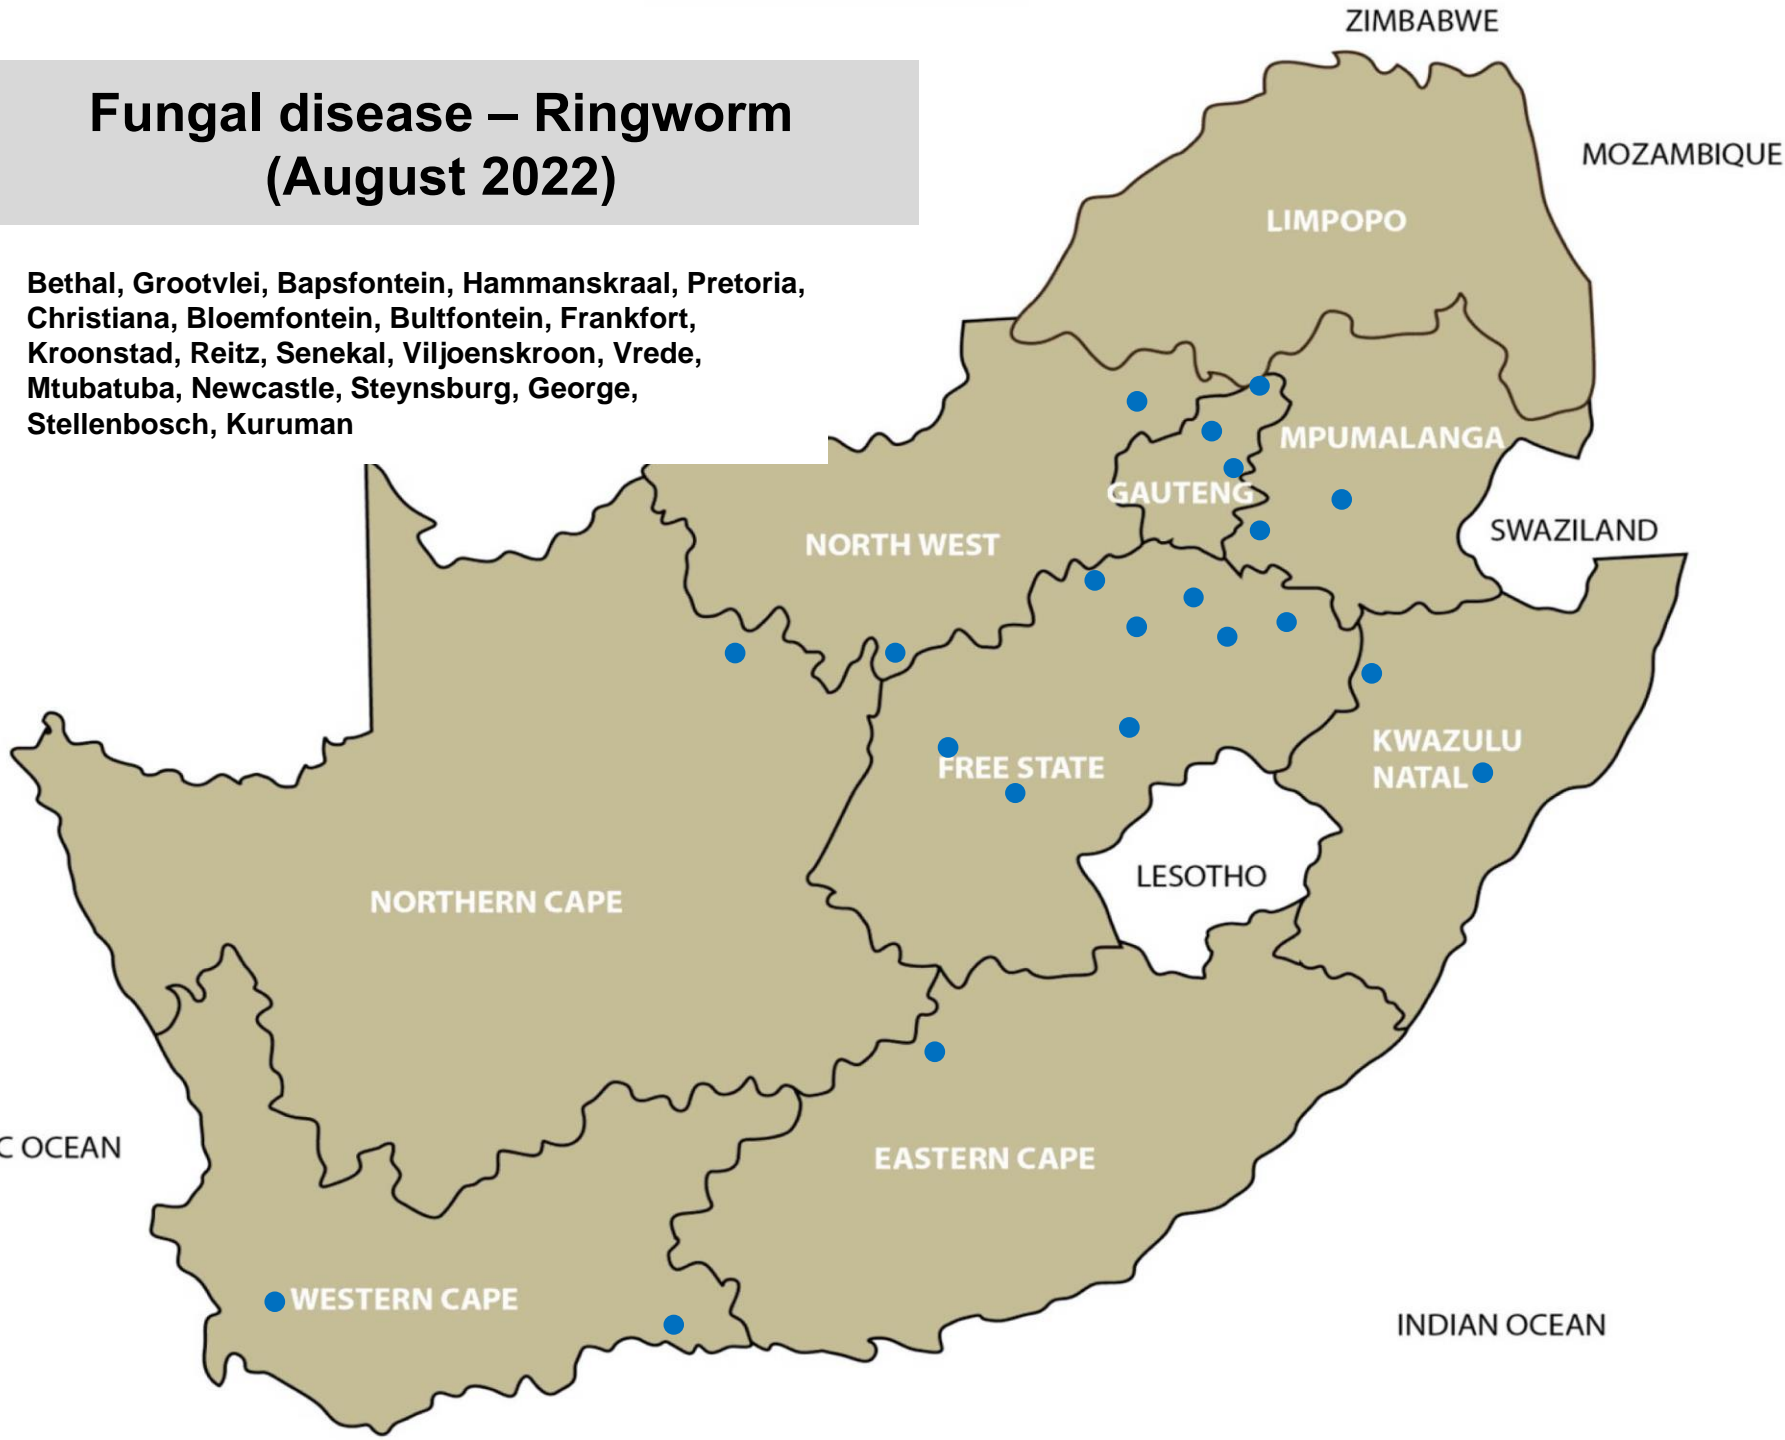 Fungal disease – Ringworm
(August 2022)
Bethal, Grootvlei, Bapsfontein, Hammanskraal, Pretoria,
Christiana, Bloemfontein, Bultfontein, Frankfort,
Kroonstad, Reitz, Senekal, Viljoenskroon, Vrede,
Mtubatuba, Newcastle, Steynsburg, George,
Stellenbosch, Kuruman
ZIMBABWE
MOZAMBIQUE
LIMPOPO
MPUMALANGA
GAUTENG
NORTH WEST
SWAZILAND
KWAZULU
NATAL
FREE STATE
LESOTHO
NORTHERN CAPE
C OCEAN
EASTERN CAPE
WESTERN CAPE
INDIAN OCEAN